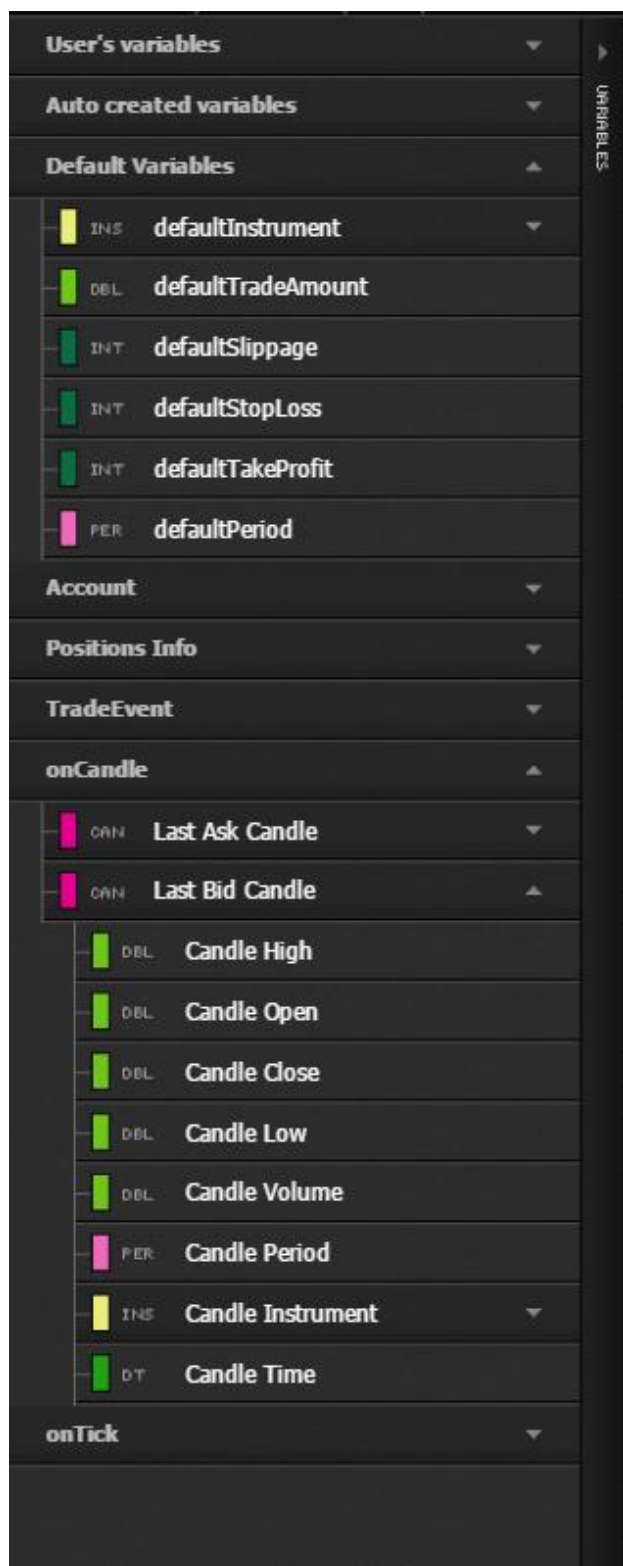 User's variables
VARIABLES
Auto created variables
Default Variables
INS defaultInstrument
DBL defaultTradeAmount
INT defaultSlippage
INT defaultStopLoss
INT defaultTakeProfit
PER defaultPeriod
Account
Positions Info
TradeEvent
onCandle
CAN Last Ask Candle
CAN Last Bid Candle
DBL Candle High
DBL Candle Open
DBL Candle Close
DBL Candle Low
DBL Candle Volume
PER Candle Period
INS Candle Instrument
DT Candle Time
onTick